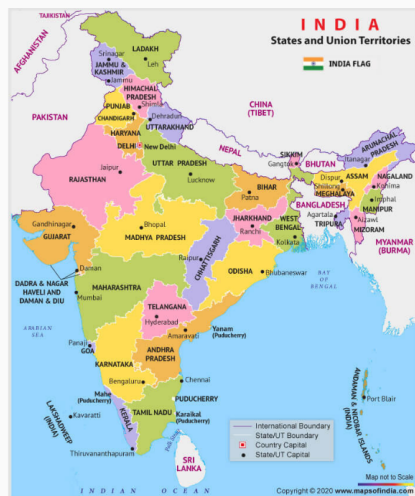 INDIA
States and Union Territories
INDIA FLAG
TAJIKISTAN
AFGHANISTAN
PAKISTAN
CHINA
(TIBET)
NEPAL
BHUTAN
BANGLADESH
MYANMAR
(BURMA)
SRI
LANKA
LADAKH
Leh
Srinagar
JAMMU &
KASHMIR
Jammu
HIMACHAL
PRADESH
Shimla
PUNJAB
CHANDIGARH
Dehradun
UTTARAKHAND
HARYANA
DELHI
New Delhi
RAJASTHAN
Jaipur
UTTAR PRADESH
Lucknow
BIHAR
Patna
SIKKIM
Gangtok
ARUNACHAL
PRADESH
Itanagar
ASSAM
Dispur
NAGALAND
Kohima
Shillong
MEGHALAYA
Imphal
MANIPUR
Agartala
TRIPURA
Aizawl
MIZORAM
JHARKHAND
Ranchi
WEST
BENGAL
Kolkata
Gandhinagar
GUJARAT
Bhopal
MADHYA PRADESH
Raipur
CHHATTISGARH
ODISHA
Bhubaneswar
Daman
DADRA & NAGAR
HAVELI AND
DAMAN & DIU
Mumbai
MAHARASHTRA
TELANGANA
Hyderabad
Amaravati
ANDHRA
PRADESH
Yanam
(Puducherry)
Panaji
GOA
KARNATAKA
Bengaluru
Chennai
Mahe
(Puducherry)
PUDUCHERRY
Karaikal
(Puducherry)
TAMIL NADU
KERALA
Thiruvananthapuram
Kavaratti
LAKSHADWEEP
(INDIA)
ANDAMAN & NICOBAR ISLANDS
(INDIA)
Port Blair
ARABIAN
SEA
BAY
OF
BENGAL
INDIAN OCEAN
International Boundary
State/UT Boundary
Country Capital
State/UT Capital
Map not to Scale
Copyright © 2020 www.mapsofindia.com